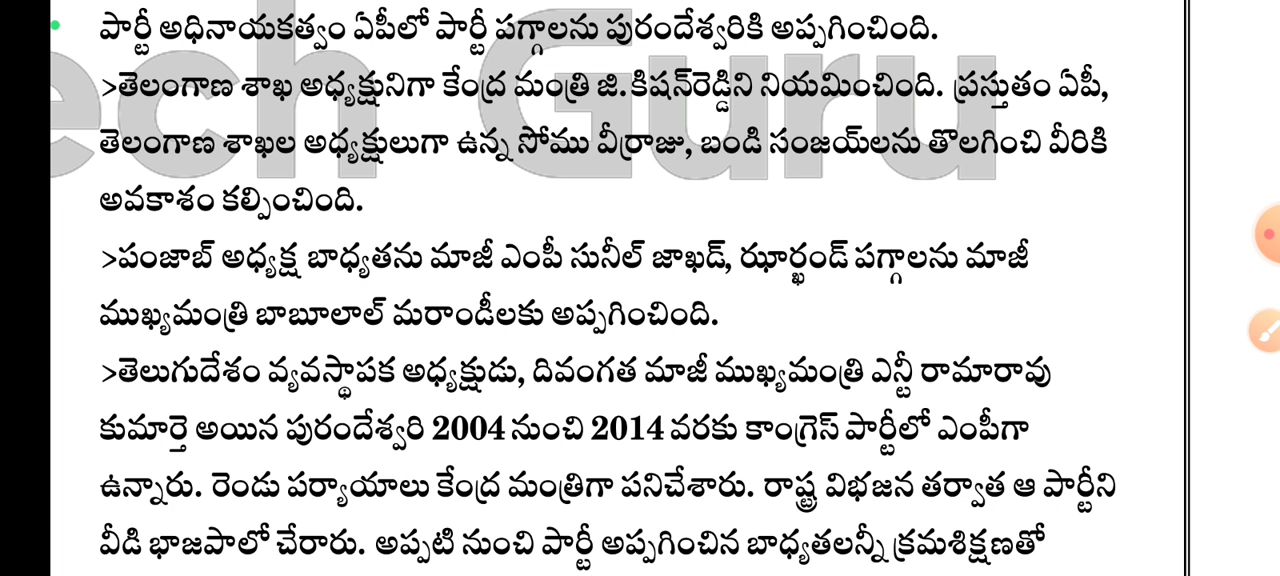 పార్టీ అధినాయకత్వం ఏపీలో పార్టీ పగ్గాలను పురందేశ్వరికి అప్పగించింది.
>తెలంగాణ శాఖ అధ్యక్షునిగా కేంద్ర మంత్రి జి.కిషన్‌రెడ్డిని నియమించింది. ప్రస్తుతం ఏపీ,
తెలంగాణ శాఖల అధ్యక్షులుగా ఉన్న సోము వీర్రాజు, బండి సంజయ్‌లను తొలగించి వీరికి
అవకాశం కల్పించింది.
>పంజాబ్ అధ్యక్ష బాధ్యతను మాజీ ఎంపీ సునీల్ జాఖడ్, ఝార్ఖండ్ పగ్గాలను మాజీ
ముఖ్యమంత్రి బాబూలాల్ మరాండీలకు అప్పగించింది.
>తెలుగుదేశం వ్యవస్థాపక అధ్యక్షుడు, దివంగత మాజీ ముఖ్యమంత్రి ఎన్టీ రామారావు
కుమార్తె అయిన పురందేశ్వరి 2004 నుంచి 2014 వరకు కాంగ్రెస్ పార్టీలో ఎంపీగా
ఉన్నారు. రెండు పర్యాయాలు కేంద్ర మంత్రిగా పనిచేశారు. రాష్ట్ర విభజన తర్వాత ఆ పార్టీని
వీడి భాజపాలో చేరారు. అప్పటి నుంచి పార్టీ అప్పగించిన బాధ్యతలన్నీ క్రమశిక్షణతో
ech Guru